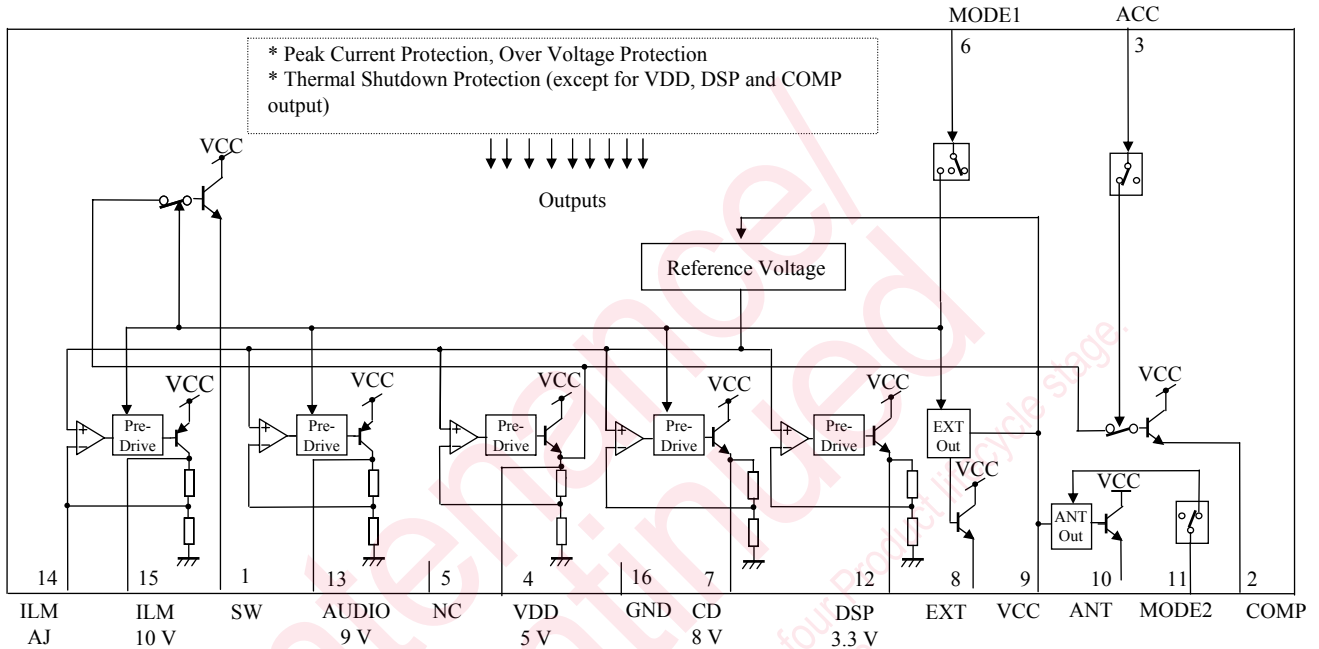 MODE1 ACC
6 3
* Peak Current Protection, Over Voltage Protection
* Thermal Shutdown Protection (except for VDD, DSP and COMP
output)
VCC
Outputs
Reference Voltage
VCC VCC VCC VCC VCC VCC
+
-
Pre-
Drive
+
-
Pre-
Drive
+
-
Pre-
Drive
+
-
Pre-
Drive
+
-
Pre-
Drive
EXT
Out
VCC
VCC
ANT
Out
14 15 1 13 5 4 16 7 12 8 9 10 11 2
ILM ILM SW AUDIO NC VDD GND CD DSP EXT VCC ANT MODE2 COMP
AJ 10 V 9 V 5 V 8 V 3.3 V